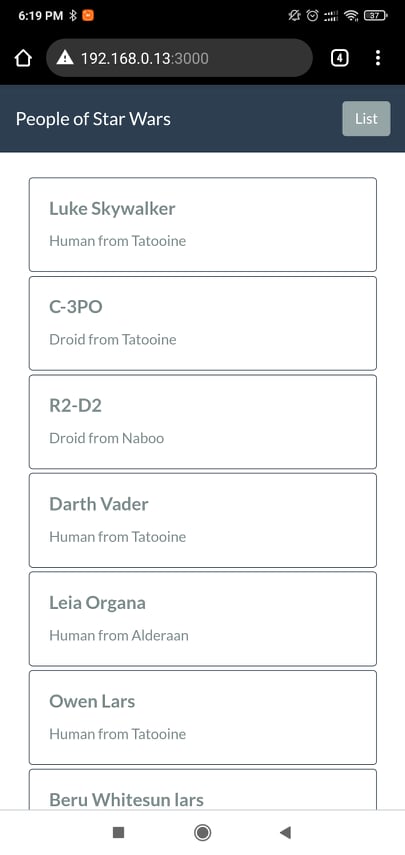 6:19 PM
37
192.168.0.13:3000
4
People of Star Wars
List
Luke Skywalker
Human from Tatooine
C-3PO
Droid from Tatooine
R2-D2
Droid from Naboo
Darth Vader
Human from Tatooine
Leia Organa
Human from Alderaan
Owen Lars
Human from Tatooine
Beru Whitesun lars